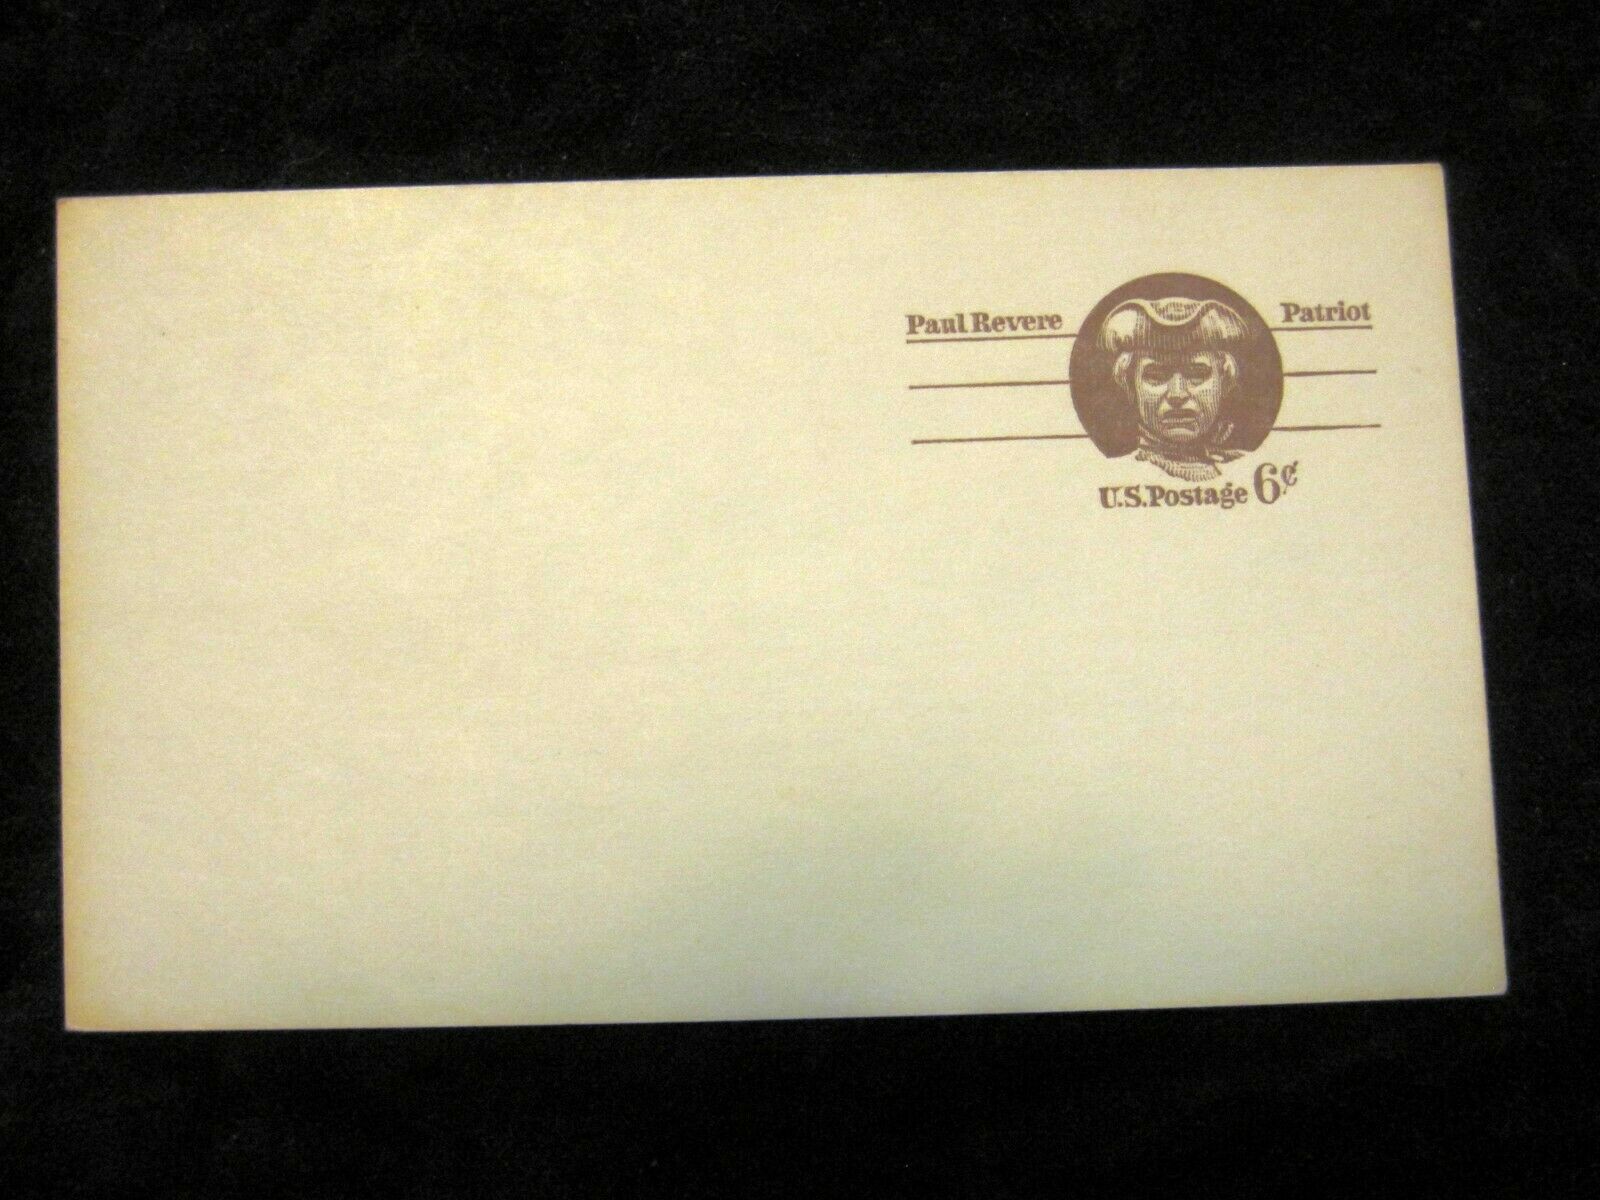 Paul Revere Patriot
U.S. Postage 6¢